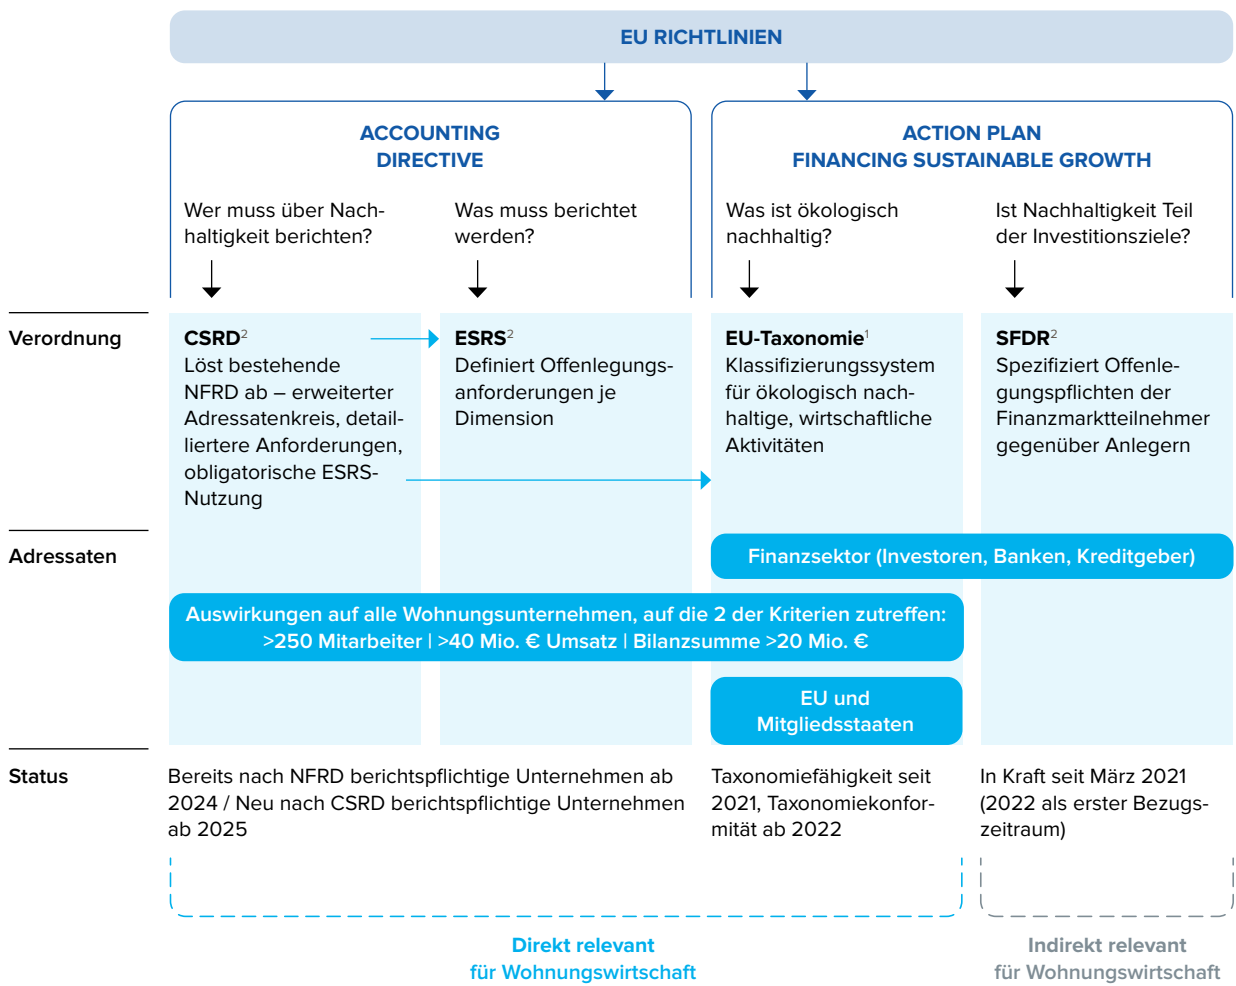 EU RICHTLINIEN
ACCOUNTING
DIRECTIVE
ACTION PLAN
FINANCING SUSTAINABLE GROWTH
Wer muss über Nach-
haltigkeit berichten?
Was muss berichtet
werden?
Was ist ökologisch
nachhaltig?
Ist Nachhaltigkeit Teil
der Investitionsziele?
Verordnung
CSRD²
Löst bestehende
NFRD ab – erweiterter
Adressatenkreis, detail-
liertere Anforderungen,
obligatorische ESRS-
Nutzung
ESRS²
Definiert Offenlegungs-
anforderungen je
Dimension
EU-Taxonomie¹
Klassifizierungssystem
für ökologisch nach-
haltige, wirtschaftliche
Aktivitäten
SFDR²
Spezifiziert Offenle-
gungspflichten der
Finanzmarktteilnehmer
gegenüber Anlegern
Adressaten
Finanzsektor (Investoren, Banken, Kreditgeber)
Auswirkungen auf alle Wohnungsunternehmen, auf die 2 der Kriterien zutreffen:
>250 Mitarbeiter | >40 Mio. € Umsatz | Bilanzsumme >20 Mio. €
EU und
Mitgliedsstaaten
Status
Bereits nach NFRD berichtspflichtige Unternehmen ab
2024 / Neu nach CSRD berichtspflichtige Unternehmen
ab 2025
Taxonomiefähigkeit seit
2021, Taxonomiekonfor-
mität ab 2022
In Kraft seit März 2021
(2022 als erster Bezugs-
zeitraum)
Direkt relevant
für Wohnungswirtschaft
Indirekt relevant
für Wohnungswirtschaft